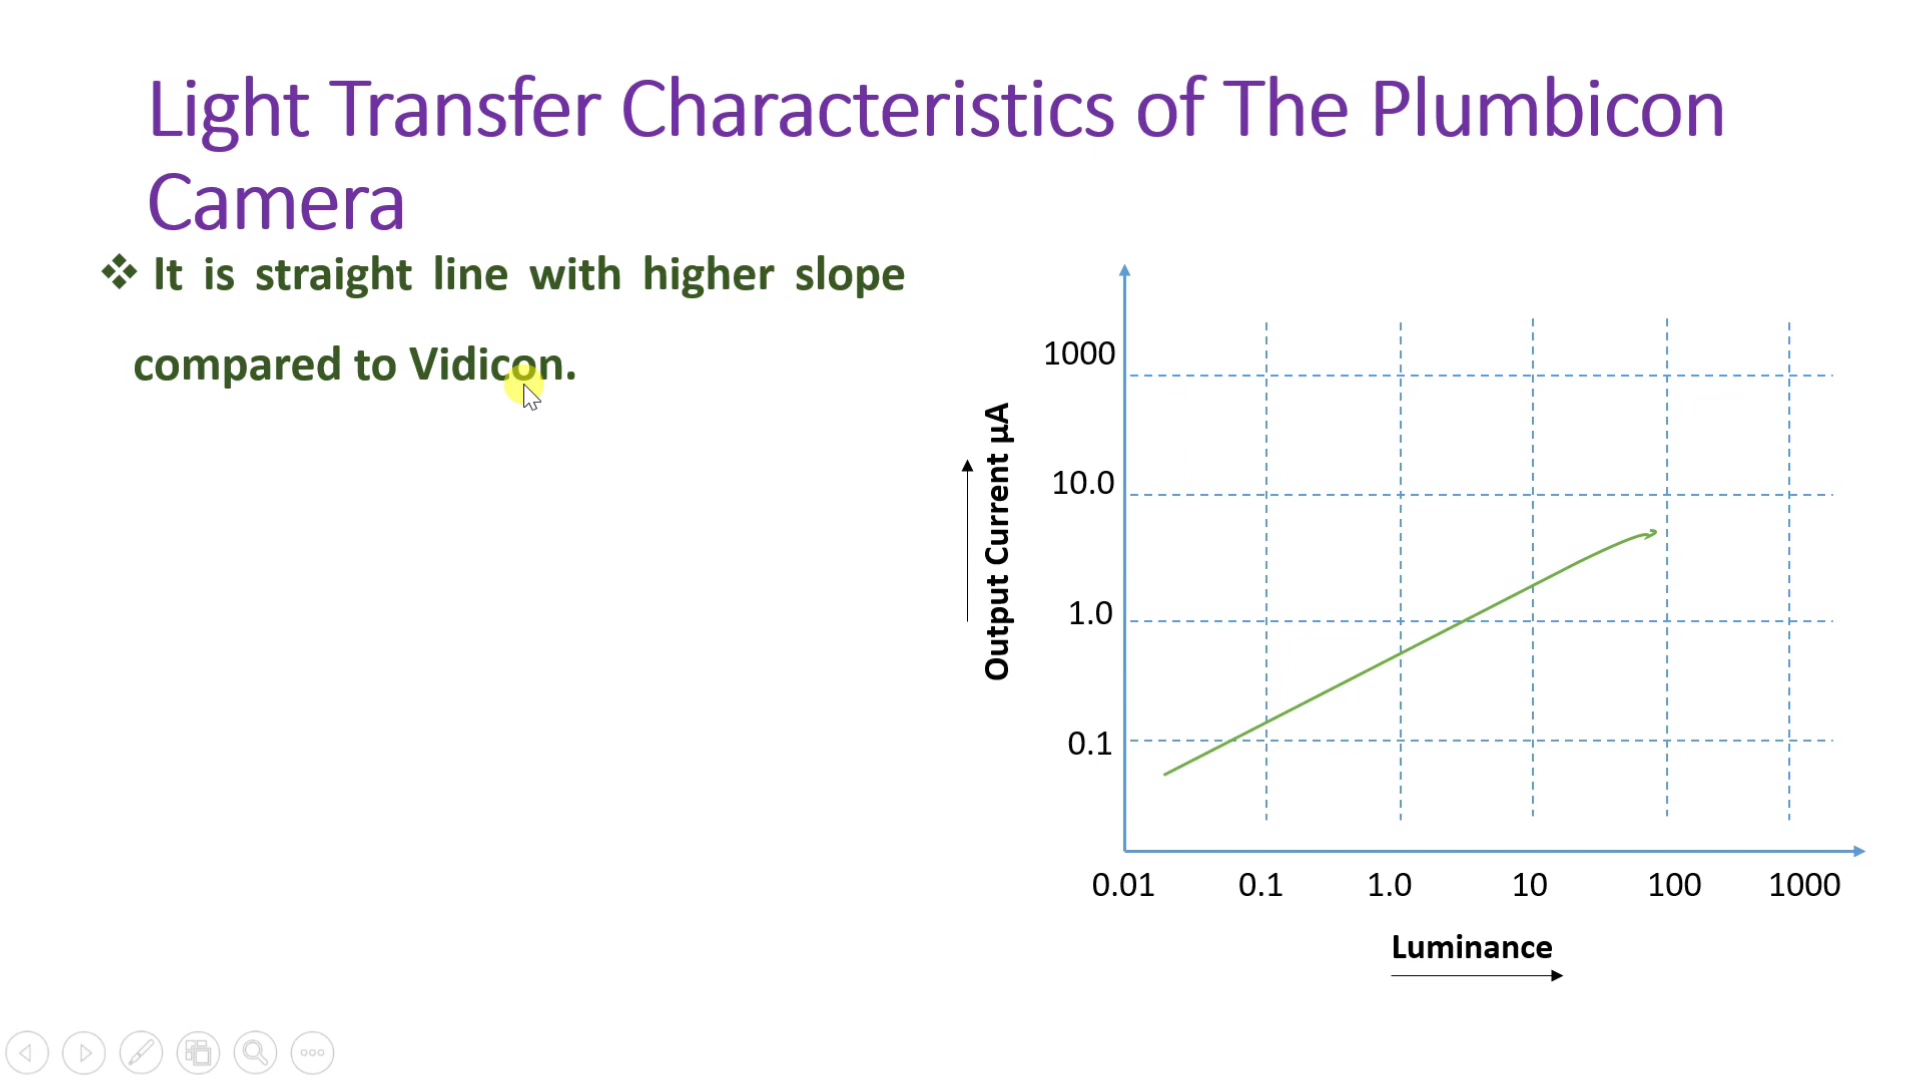 Light Transfer Characteristics of The Plumbicon
Camera
❖ It is straight line with higher slope
compared to Vidicon.
1000
10.0
1.0
0.1
Output Current µA
0.01 0.1 1.0 10 100 1000
Luminance